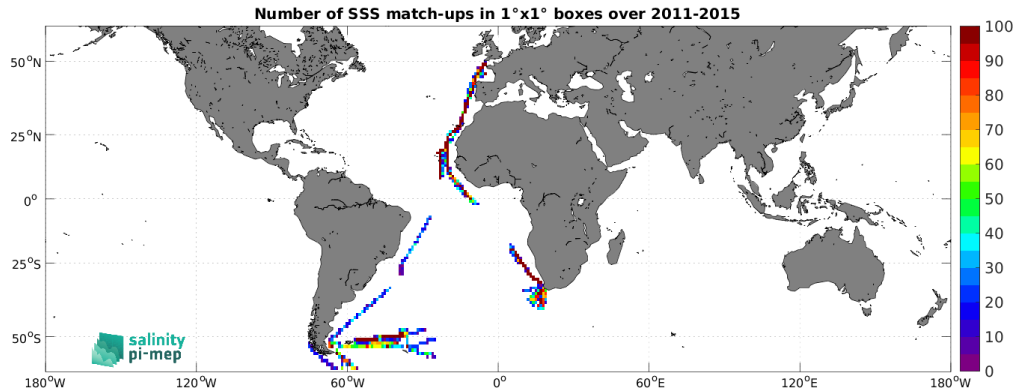 Number of SSS match-ups in 1°x1° boxes over 2011-2015
50°N
25°N
0°
25°S
50°S
180°W
120°W
60°W
0°
60°E
120°E
180°W
100
90
80
70
60
50
40
30
20
10
0
salinity
pi-mep